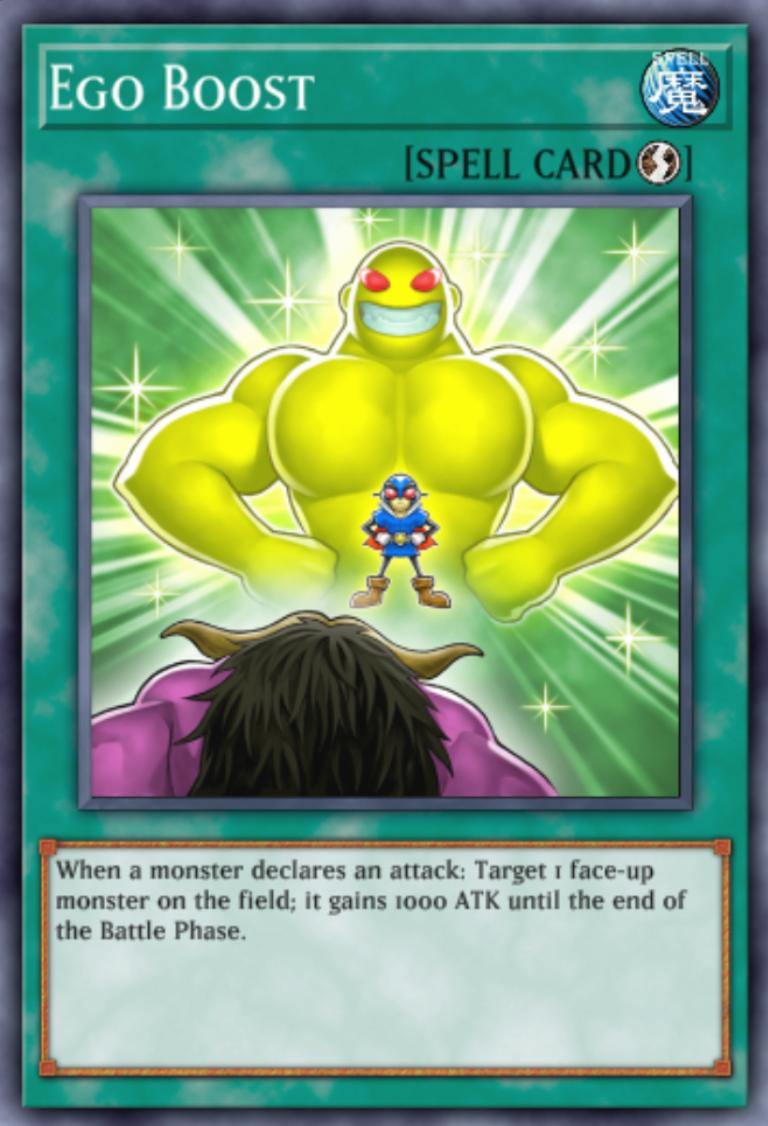 Ego Boost
SPELL
魔
[SPELL CARD]
When a monster declares an attack: Target 1 face-up
monster on the field; it gains 1000 ATK until the end of
the Battle Phase.